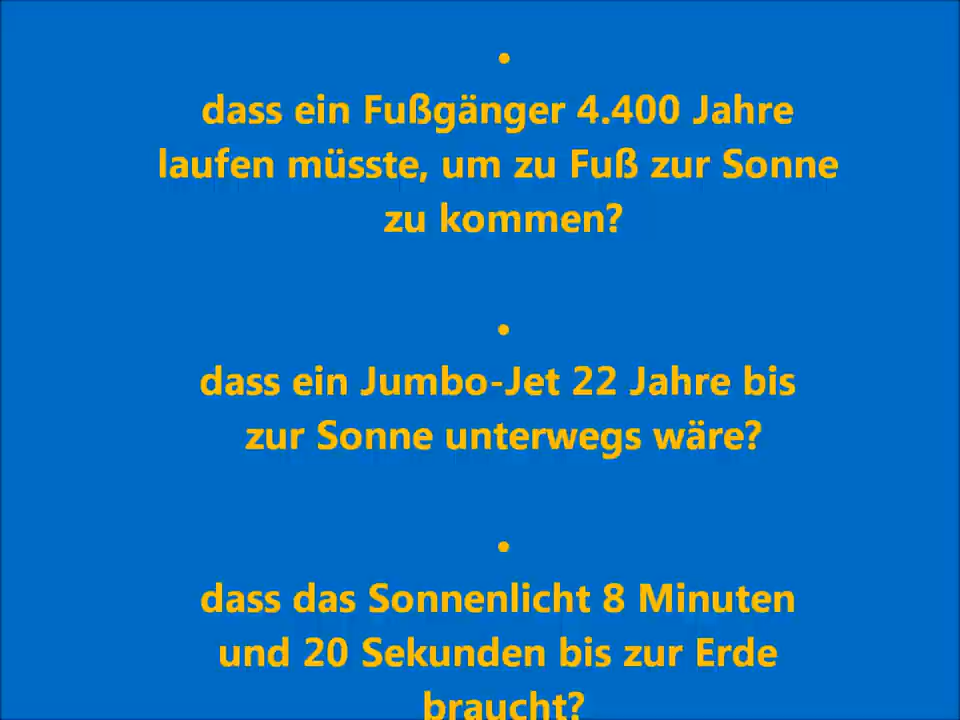 •
dass ein Fußgänger 4.400 Jahre
laufen müsste, um zu Fuß zur Sonne
zu kommen?
•
dass ein Jumbo-Jet 22 Jahre bis
zur Sonne unterwegs wäre?
•
dass das Sonnenlicht 8 Minuten
und 20 Sekunden bis zur Erde
braucht?